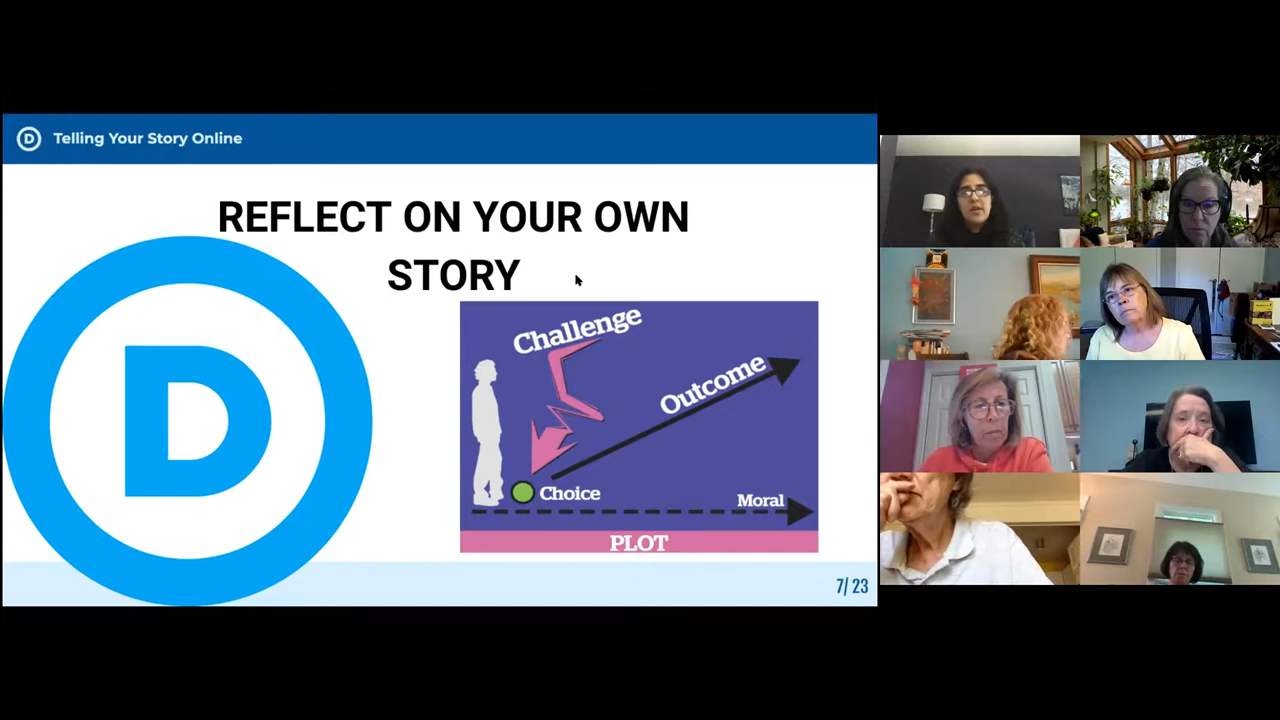 D Telling Your Story Online
REFLECT ON YOUR OWN
STORY
D
Challenge
Outcome
Choice
Moral
PLOT
7/ 23